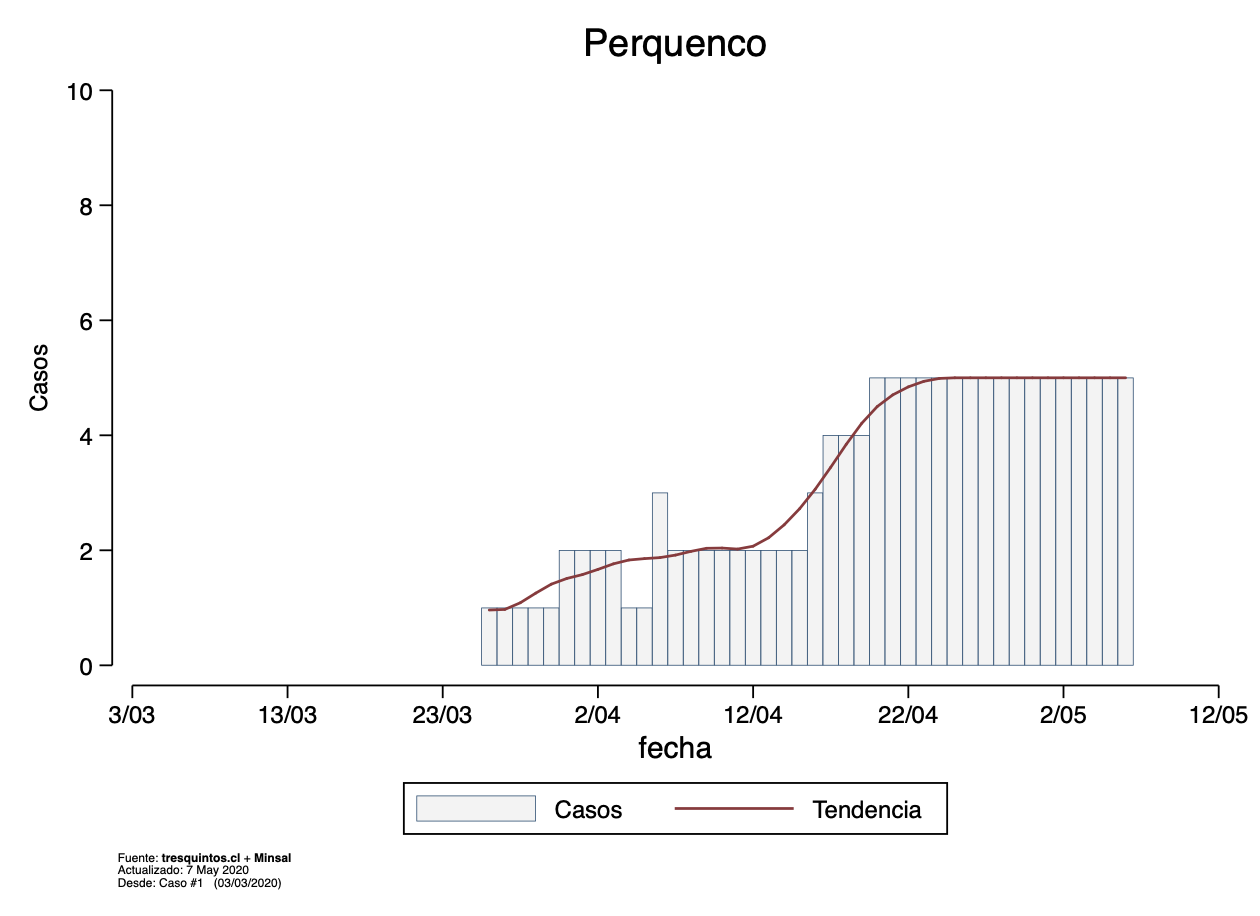 Perquenco
10
8
6
4
2
0
Casos
3/03 13/03 23/03 2/04 12/04 22/04 2/05 12/05
fecha
Casos Tendencia
Fuente: tresquintos.cl + Minsal
Actualizado: 7 May 2020
Desde: Caso #1 (03/03/2020)